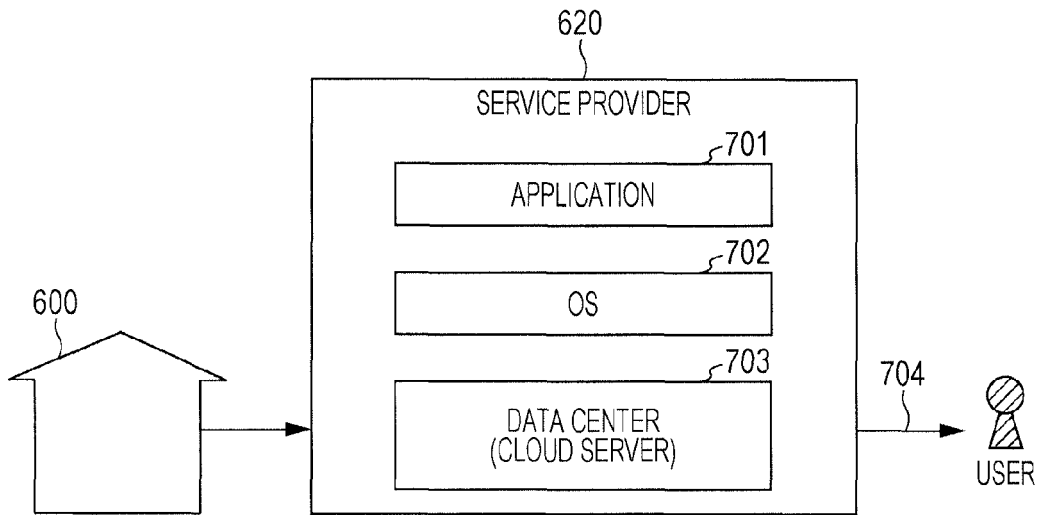 620
SERVICE PROVIDER
701
APPLICATION
702
OS
600
703
DATA CENTER
(CLOUD SERVER)
704
USER